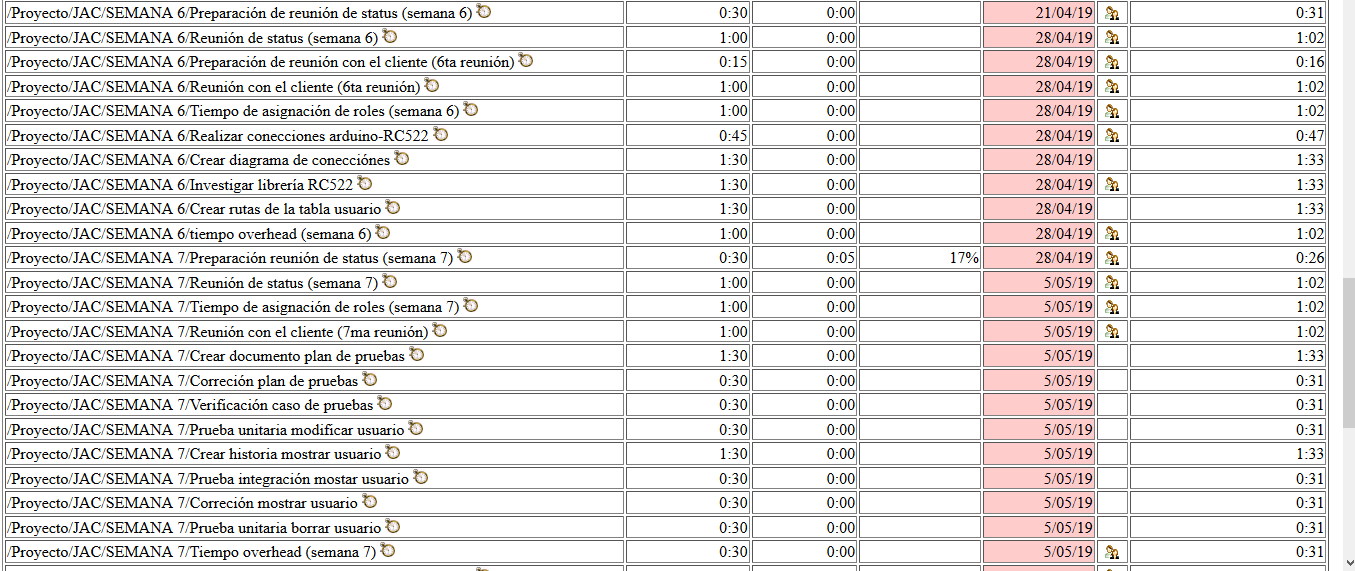 /Proyecto/JAC/SEMANA 6/Preparación de reunión de status (semana 6) 0:30 0:00 21/04/19 0:31
/Proyecto/JAC/SEMANA 6/Reunión de status (semana 6) 1:00 0:00 28/04/19 1:02
/Proyecto/JAC/SEMANA 6/Preparación de reunión con el cliente (6ta reunión) 0:15 0:00 28/04/19 0:16
/Proyecto/JAC/SEMANA 6/Reunión con el cliente (6ta reunión) 1:00 0:00 28/04/19 1:02
/Proyecto/JAC/SEMANA 6/Tiempo de asignación de roles (semana 6) 1:00 0:00 28/04/19 1:02
/Proyecto/JAC/SEMANA 6/Realizar conecciones arduino-RC522 0:45 0:00 28/04/19 0:47
/Proyecto/JAC/SEMANA 6/Crear diagrama de conecciónes 1:30 0:00 28/04/19 1:33
/Proyecto/JAC/SEMANA 6/Investigar librería RC522 1:30 0:00 28/04/19 1:33
/Proyecto/JAC/SEMANA 6/Crear rutas de la tabla usuario 1:30 0:00 28/04/19 1:33
/Proyecto/JAC/SEMANA 6/tiempo overhead (semana 6) 1:00 0:00 28/04/19 1:02
/Proyecto/JAC/SEMANA 7/Preparación reunión de status (semana 7) 0:30 0:05 17% 28/04/19 0:26
/Proyecto/JAC/SEMANA 7/Reunión de status (semana 7) 1:00 0:00 5/05/19 1:02
/Proyecto/JAC/SEMANA 7/Tiempo de asignación de roles (semana 7) 1:00 0:00 5/05/19 1:02
/Proyecto/JAC/SEMANA 7/Reunión con el cliente (7ma reunión) 1:00 0:00 5/05/19 1:02
/Proyecto/JAC/SEMANA 7/Crear documento plan de pruebas 1:30 0:00 5/05/19 1:33
/Proyecto/JAC/SEMANA 7/Correción plan de pruebas 0:30 0:00 5/05/19 0:31
/Proyecto/JAC/SEMANA 7/Verificación caso de pruebas 0:30 0:00 5/05/19 0:31
/Proyecto/JAC/SEMANA 7/Prueba unitaria modificar usuario 0:30 0:00 5/05/19 0:31
/Proyecto/JAC/SEMANA 7/Crear historia mostrar usuario 1:30 0:00 5/05/19 1:33
/Proyecto/JAC/SEMANA 7/Prueba integración mostar usuario 0:30 0:00 5/05/19 0:31
/Proyecto/JAC/SEMANA 7/Correción mostrar usuario 0:30 0:00 5/05/19 0:31
/Proyecto/JAC/SEMANA 7/Prueba unitaria borrar usuario 0:30 0:00 5/05/19 0:31
/Proyecto/JAC/SEMANA 7/Tiempo overhead (semana 7) 0:30 0:00 5/05/19 0:31